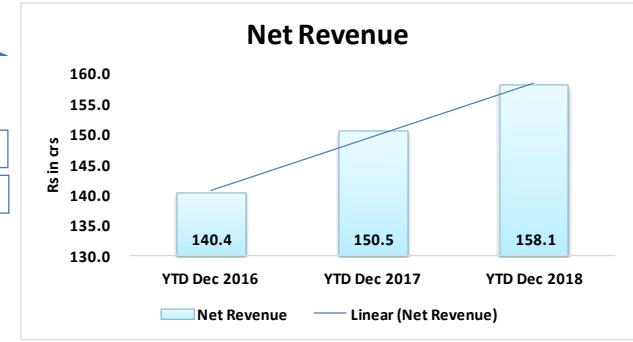 Net Revenue
160.0
155.0
150.0
145.0
140.0
135.0
130.0
Rs in crs
140.4
150.5
158.1
YTD Dec 2016
YTD Dec 2017
YTD Dec 2018
Net Revenue
Linear (Net Revenue)